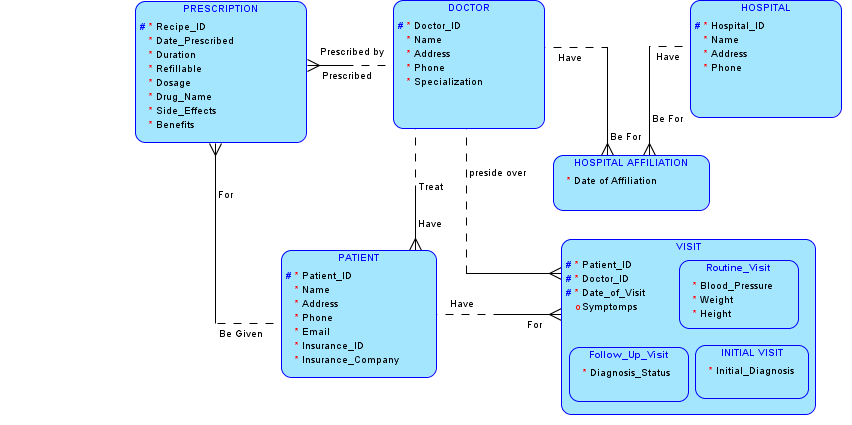 PRESCRIPTION
# * Recipe_ID
* Date_Prescribed
* Duration
* Refillable
* Dosage
* Drug_Name
* Side_Effects
* Benefits
DOCTOR
# * Doctor_ID
* Name
* Address
* Phone
* Specialization
HOSPITAL
# * Hospital_ID
* Name
* Address
* Phone
Prescribed by
Prescribed
Have
Have
Be For
Be For
HOSPITAL AFFILIATION
* Date of Affiliation
For
Treat
Have
preside over
PATIENT
# * Patient_ID
* Name
* Address
* Phone
* Email
* Insurance_ID
* Insurance_Company
Be Given
Have
For
VISIT
# * Patient_ID
# * Doctor_ID
# * Date_of_Visit
o Symptomps
Routine_Visit
* Blood_Pressure
* Weight
* Height
Follow_Up_Visit
* Diagnosis_Status
INITIAL VISIT
* Initial_Diagnosis